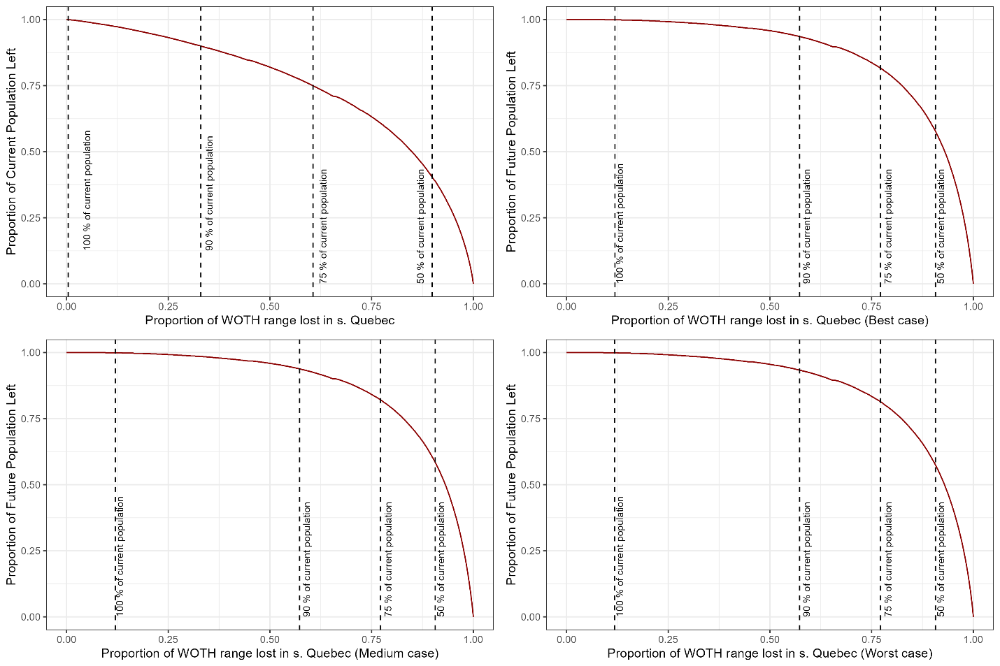 Proportion of Current Population Left
1.00
0.75
0.50
0.25
0.00
100 % of current population
90 % of current population
75 % of current population
50 % of current population
0.00 0.25 0.50 0.75 1.00
Proportion of WOTH range lost in s. Quebec
Proportion of Future Population Left
1.00
0.75
0.50
0.25
0.00
100 % of current population
90 % of current population
75 % of current population
50 % of current population
0.00 0.25 0.50 0.75 1.00
Proportion of WOTH range lost in s. Quebec (Best case)
Proportion of Future Population Left
1.00
0.75
0.50
0.25
0.00
100 % of current population
90 % of current population
75 % of current population
50 % of current population
0.00 0.25 0.50 0.75 1.00
Proportion of WOTH range lost in s. Quebec (Medium case)
Proportion of Future Population Left
1.00
0.75
0.50
0.25
0.00
100 % of current population
90 % of current population
75 % of current population
50 % of current population
0.00 0.25 0.50 0.75 1.00
Proportion of WOTH range lost in s. Quebec (Worst case)